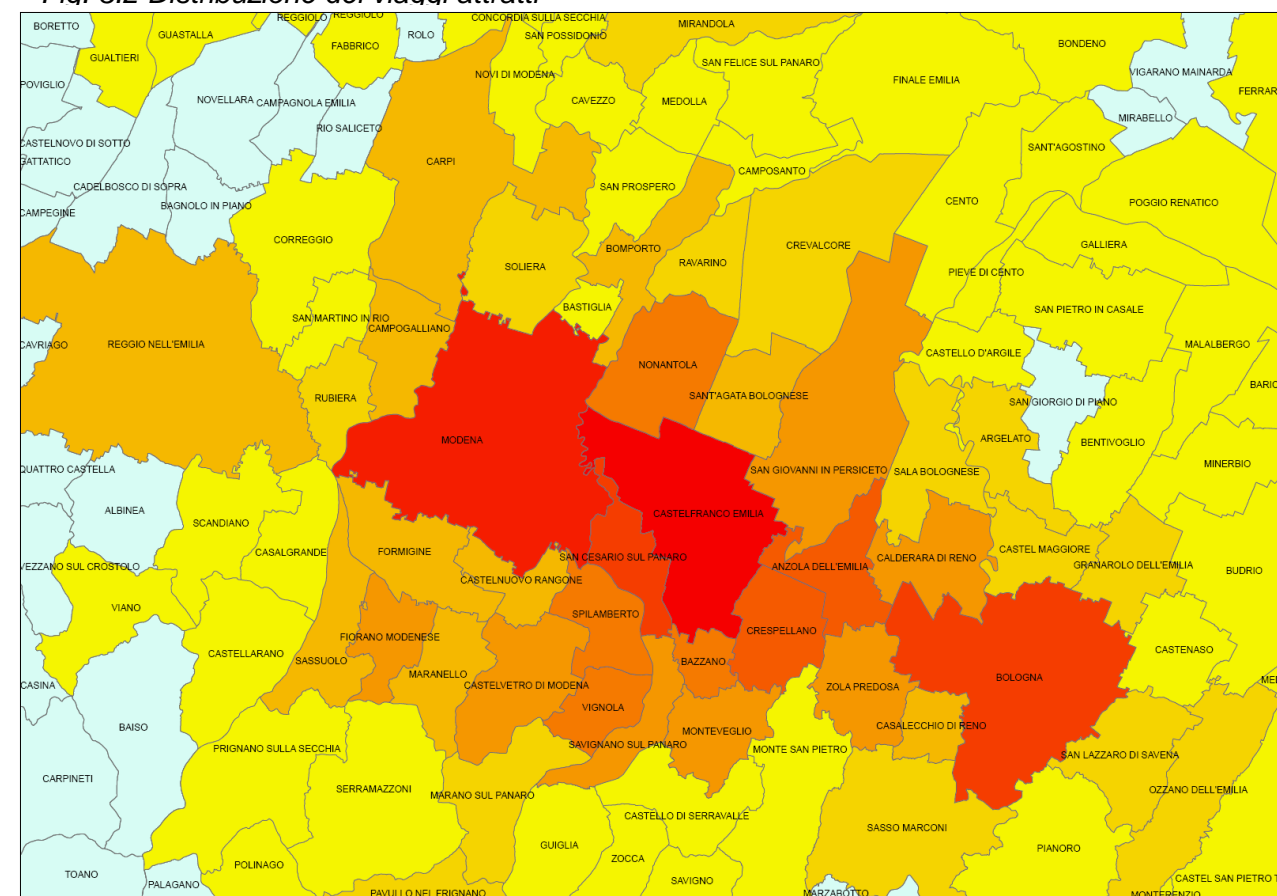 Fig. 3.2 Distribuzione dei viaggi attratti
BORETTO
GUASTALLA
REGGIOLO
REGGIOLO
ROLO
CONCORDIA SULLA SECCHIA
MIRANDOLA
SAN POSSIDONIO
BONDENO
GUALTIERI
FABBRICO
SAN FELICE SUL PANARO
VIGARANO MAINARDA
POVIGLIO
NOVI DI MODENA
FINALE EMILIA
FERRAR
NOVELLARA
CAMPAGNOLA EMILIA
CAVEZZO
MEDOLLA
MIRABELLO
RIO SALICETO
CASTELNOVO DI SOTTO
SANT'AGOSTINO
GATTATICO
CARPI
CAMPOSANTO
CADELBOSCO DI SOPRA
SAN PROSPERO
CENTO
POGGIO RENATICO
CAMPEGINE
BAGNOLO IN PIANO
CORREGGIO
BOMPORTO
CREVALCORE
GALLIERA
SOLIERA
RAVARINO
PIEVE DI CENTO
BASTIGLIA
SAN PIETRO IN CASALE
SAN MARTINO IN RIO
CAMPOGALLIANO
CAVRIAGO
REGGIO NELL'EMILIA
MALALBERGO
CASTELLO D'ARGILE
NONANTOLA
BARIC
RUBIERA
SANT'AGATA BOLOGNESE
SAN GIORGIO DI PIANO
MODENA
ARGELATO
BENTIVOGLIO
QUATTRO CASTELLA
SAN GIOVANNI IN PERSICETO
SALA BOLOGNESE
MINERBIO
ALBINEA
SCANDIANO
CASTELFRANCO EMILIA
CASALGRANDE
FORMIGINE
SAN CESARIO SUL PANARO
CALDERARA DI RENO
CASTEL MAGGIORE
VEZZANO SUL CROSTOLO
ANZOLA DELL'EMILIA
GRANAROLO DELL'EMILIA
BUDRIO
CASTELNUOVO RANGONE
VIANO
SPILAMBERTO
CRESPELLANO
FIORANO MODENESE
CASTELLARANO
SASSUOLO
CASTENASO
BAZZANO
MARANELLO
BOLOGNA
CASINA
CASTELVETRO DI MODENA
ZOLA PREDOSA
VIGNOLA
BAISO
CASALECCHIO DI RENO
MONTEVEGLIO
SAVIGNANO SUL PANARO
PRIGNANO SULLA SECCHIA
MONTE SAN PIETRO
SAN LAZZARO DI SAVENA
CARPINETI
SERRAMAZZONI
MARANO SUL PANARO
OZZANO DELL'EMILIA
CASTELLO DI SERRAVALLE
SASSO MARCONI
GUIGLIA
PIANORO
ZOCCA
POLINAGO
TOANO
SAVIGNO
CASTEL SAN PIETRO T
PALAGANO
PAVULLO NEL FRIGNANO
MARZABOTTO
MONTERENZIO